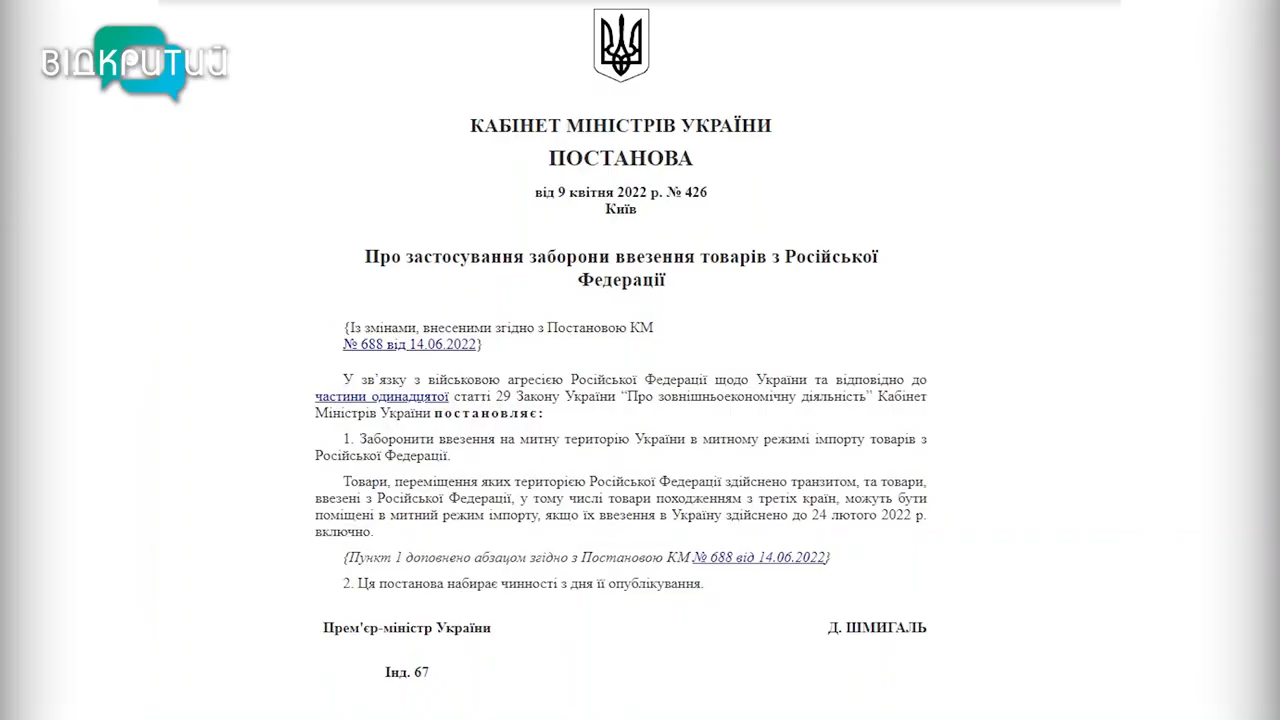 ВІДКРИТИЙ
КАБІНЕТ МІНІСТРІВ УКРАЇНИ
ПОСТАНОВА
від 9 квітня 2022 р. № 426
Київ
Про застосування заборони ввезення товарів з Російської
Федерації
{Із змінами, внесеними згідно з Постановою КМ
№ 688 від 14.06.2022}
У зв’язку з військовою агресією Російської Федерації щодо України та відповідно до
частини одинадцятої статті 29 Закону України “Про зовнішньоекономічну діяльність” Кабінет
Міністрів України постановляє:
1. Заборонити ввезення на митну територію України в митному режимі імпорту товарів з
Російської Федерації.
Товари, переміщення яких територією Російської Федерації здійснено транзитом, та товари,
ввезені з Російської Федерації, у тому числі товари походженням з третіх країн, можуть бути
поміщені в митний режим імпорту, якщо їх ввезення в Україну здійснено до 24 лютого 2022 р.
включно.
{Пункт 1 доповнено абзацом згідно з Постановою КМ № 688 від 14.06.2022}
2. Ця постанова набирає чинності з дня її опублікування.
Прем'єр-міністр України Д. ШМИГАЛЬ
Інд. 67